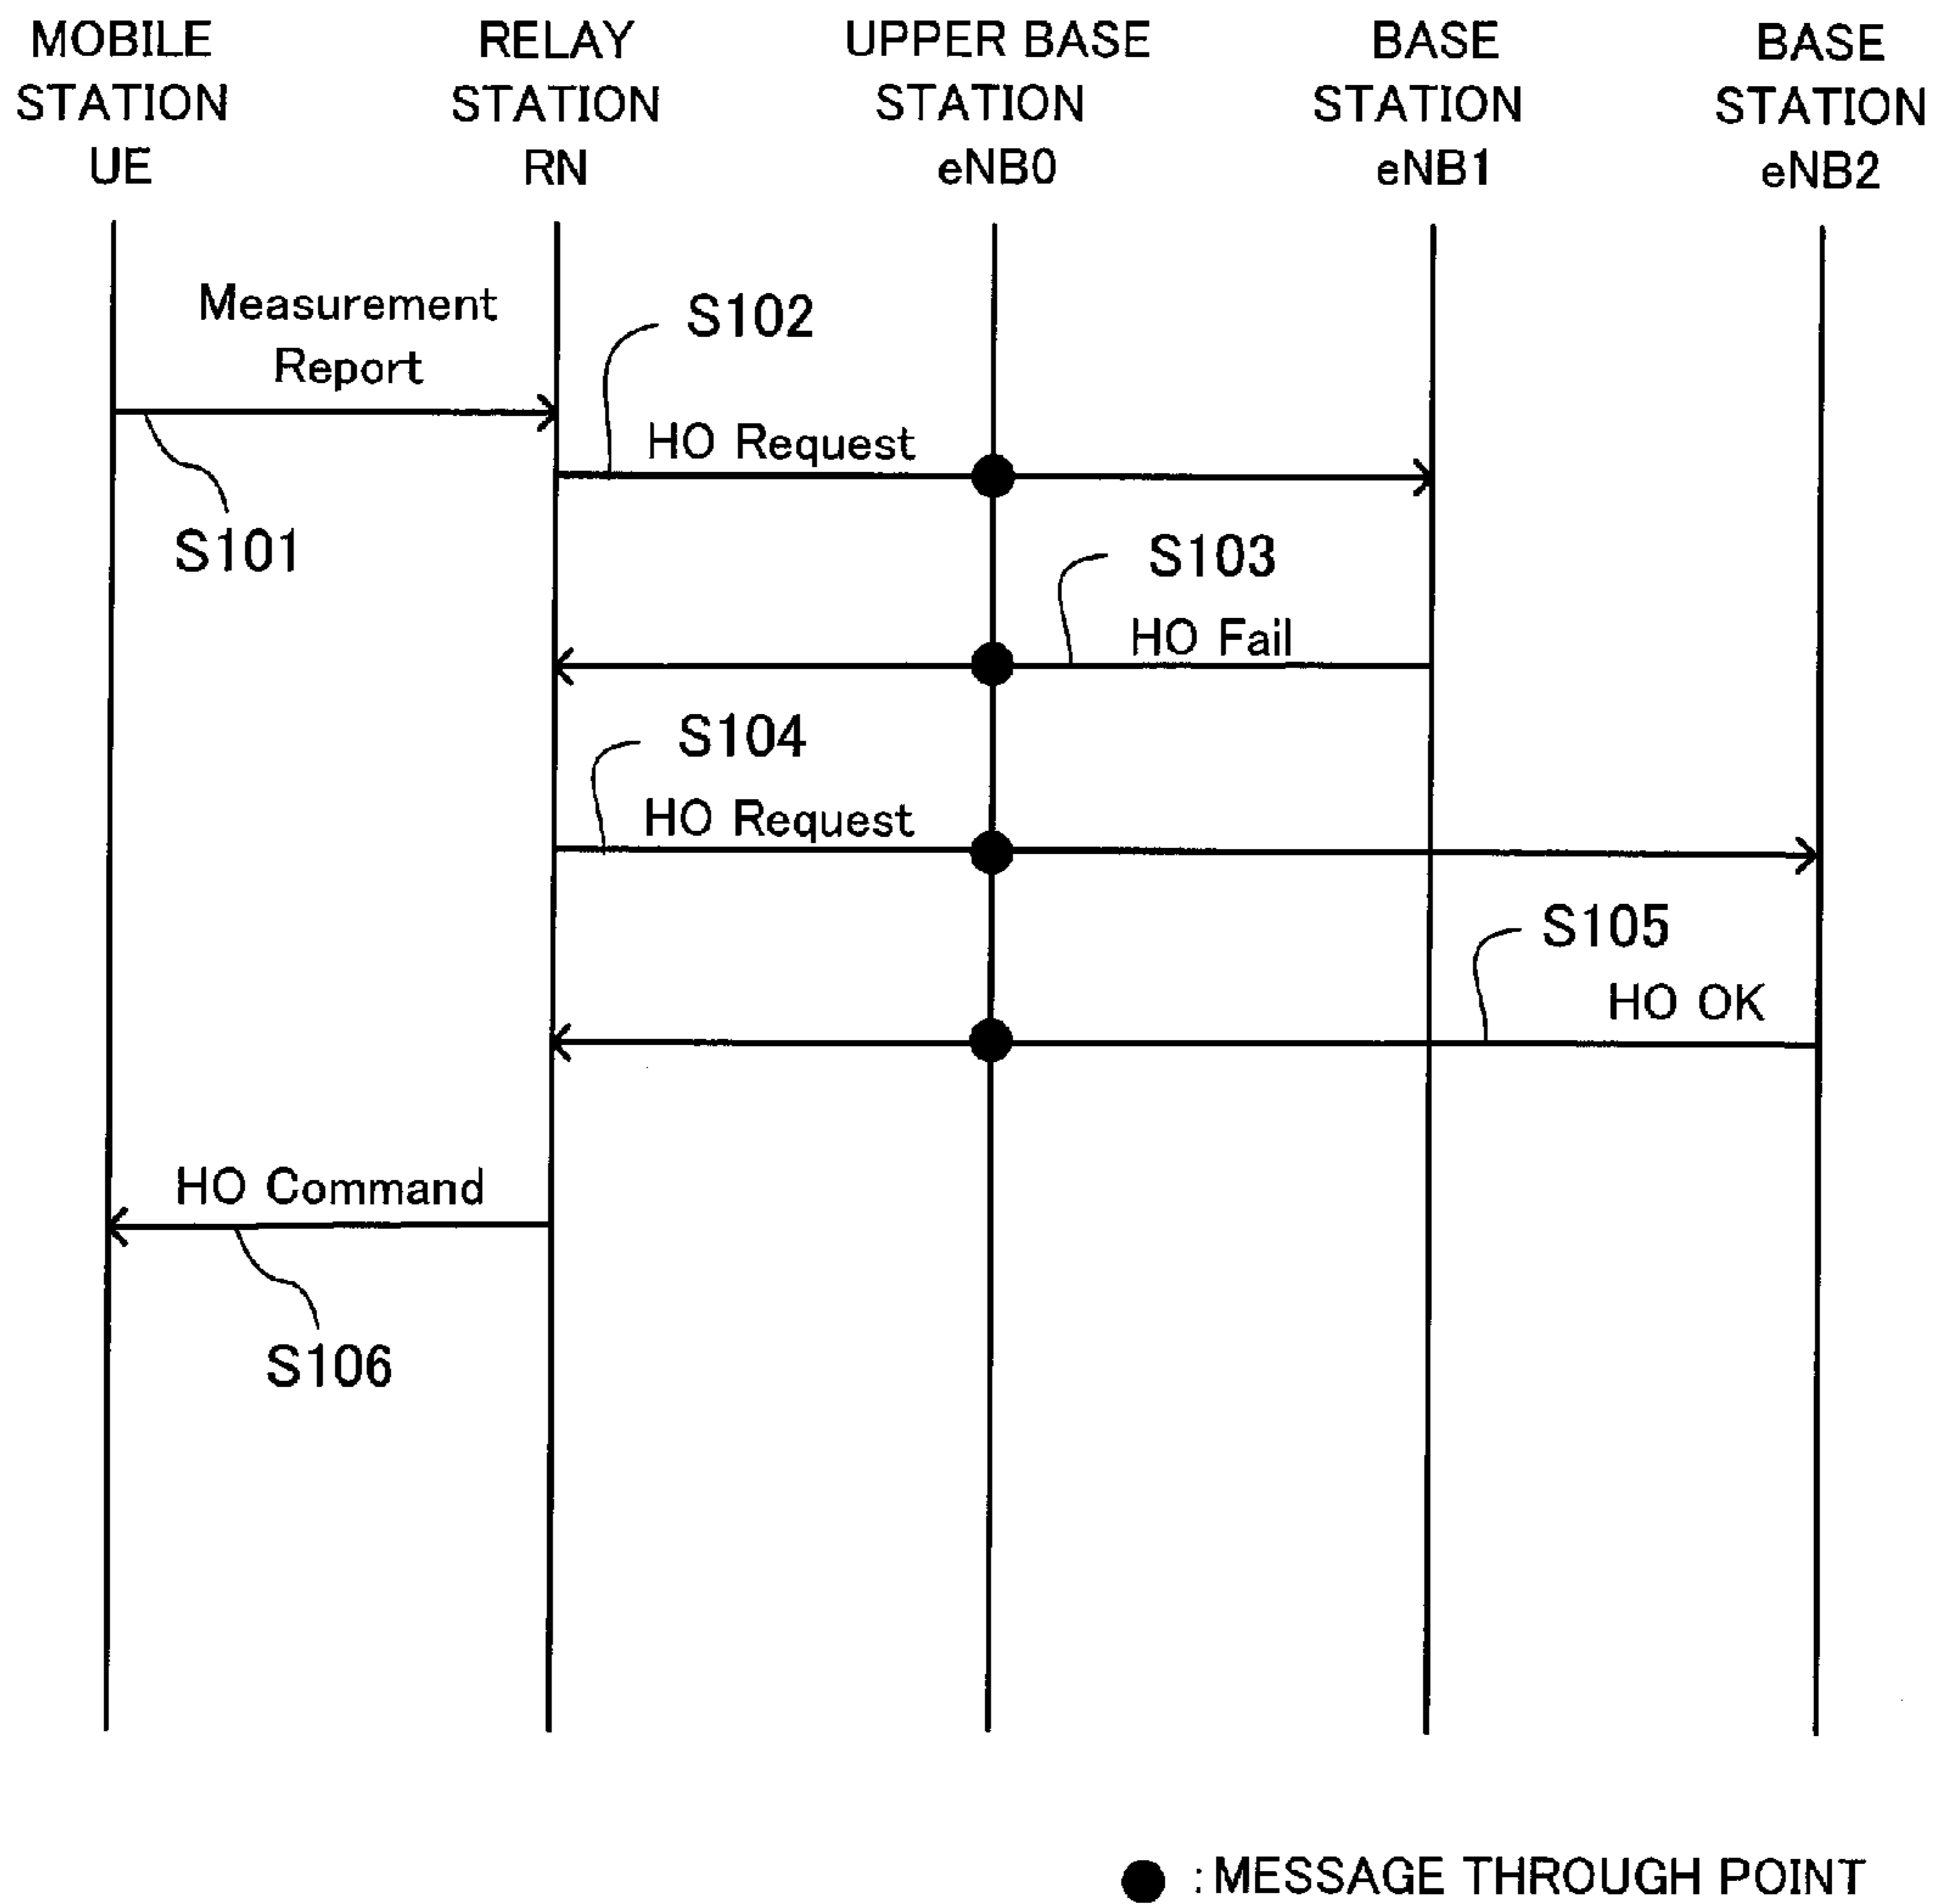 MOBILE
STATION
UE
RELAY
STATION
RN
UPPER BASE
STATION
eNB0
BASE
STATION
eNB1
BASE
STATION
eNB2
Measurement
Report
S101
S102
HO Request
S103
HO Fail
S104
HO Request
S105
HO OK
HO Command
S106
: MESSAGE THROUGH POINT